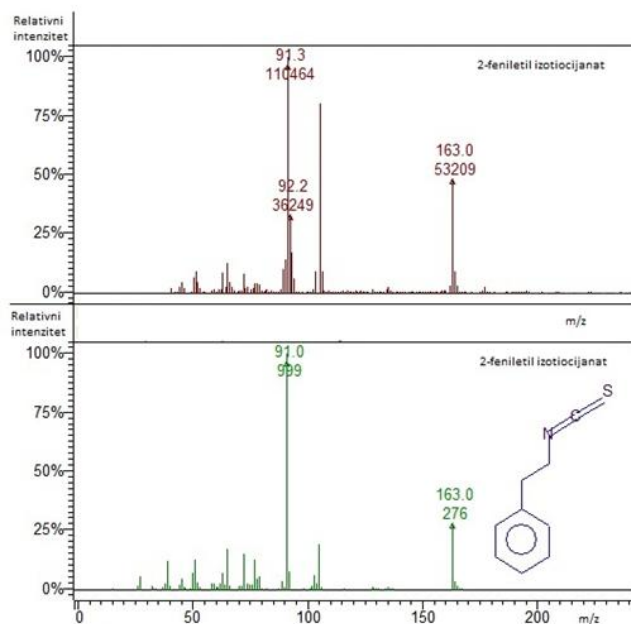 Relativni
intenzitet
100%
75%
50%
25%
0%
91.3
110464
92.2
36249
163.0
53209
2-feniletil izotiocijanat
m/z
Relativni
intenzitet
100%
75%
50%
25%
0%
91.0
999
163.0
276
2-feniletil izotiocijanat
N
C
S
0
50
100
150
200
m/z